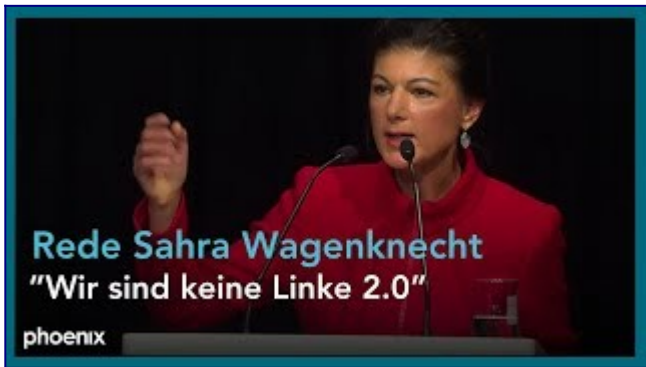 Rede Sahra Wagenknecht
"Wir sind keine Linke 2.0"
phoenix